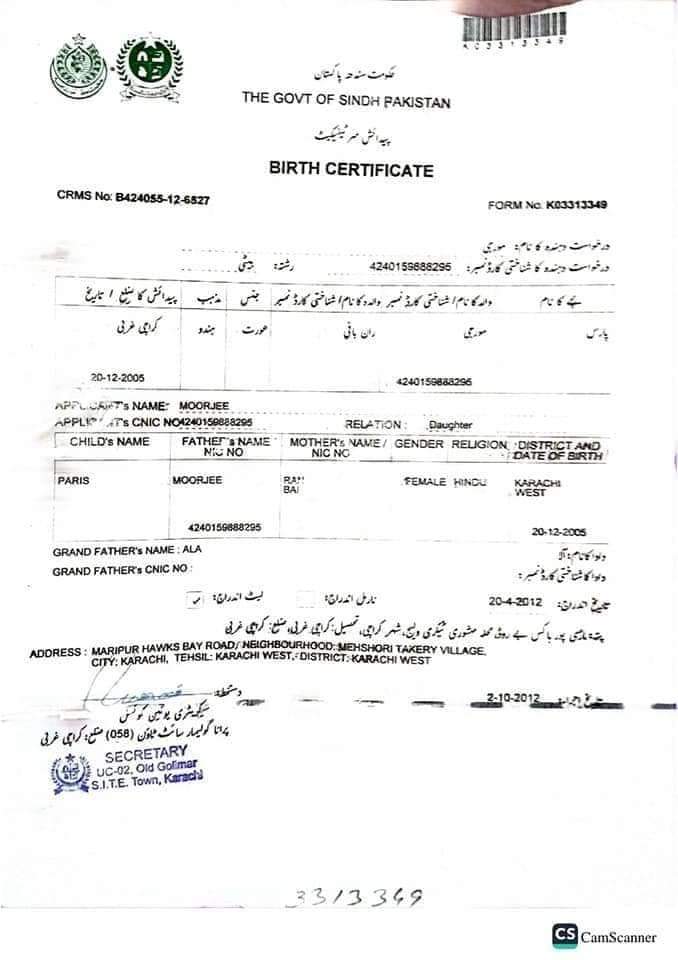 K03313349
حکومت سندھ پاکستان
THE GOVT OF SINDH PAKISTAN
پیدائش سرٹیفیکیٹ
BIRTH CERTIFICATE
CRMS No: B424055-12-6527
FORM No. K03313349
درخواست دہندہ کا نام: مورجی
درخواست دہندہ کا شناختی کارڈ نمبر: 4240159888295 رشتہ: بیٹی
بچے کا نام والد کا نام / شناختی کارڈ نمبر والدہ کا نام / شناختی کارڈ نمبر جنس مذہب پیدائش کا ضلع / تاریخ
پارس مورجی ران بائی عورت ہندو کراچی غربی
4240159888295 20-12-2005
APPLICANT's NAME: MOORJEE
APPLICANT's CNIC NO 4240159888295 RELATION : Daughter
CHILD's NAME FATHER's NAME MOTHER's NAME / GENDER RELIGION DISTRICT AND
NIC NO NIC NO DATE OF BIRTH
PARIS MOORJEE RAN FEMALE HINDU KARACHI
BAI WEST
4240159888295 20-12-2005
GRAND FATHER's NAME : ALA
دادا کا نام: آلا
GRAND FATHER's CNIC NO :
دادا کا شناختی کارڈ نمبر:
تاریخ اندراج: 20-4-2012 نارمل اندراج: لیٹ اندراج:
پتہ: ماڑی پور ہاکس بے روڈ، محلہ مشوری ٹیکری ولیج، شہر کراچی، تحصیل: کراچی غربی، ضلع: کراچی غربی
ADDRESS : MARIPUR HAWKS BAY ROAD/ NEIGHBOURHOOD: MEHSHORI TAKERY VILLAGE,
CITY: KARACHI, TEHSIL: KARACHI WEST, DISTRICT: KARACHI WEST
دستخط:
2-10-2012
سیکریٹری یونین کونسل
پرانا گولیمار سائٹ ٹاؤن (058) ضلع: کراچی غربی
SECRETARY
UC-02, Old Golimar
S.I.T.E. Town, Karachi
3313349
CS CamScanner